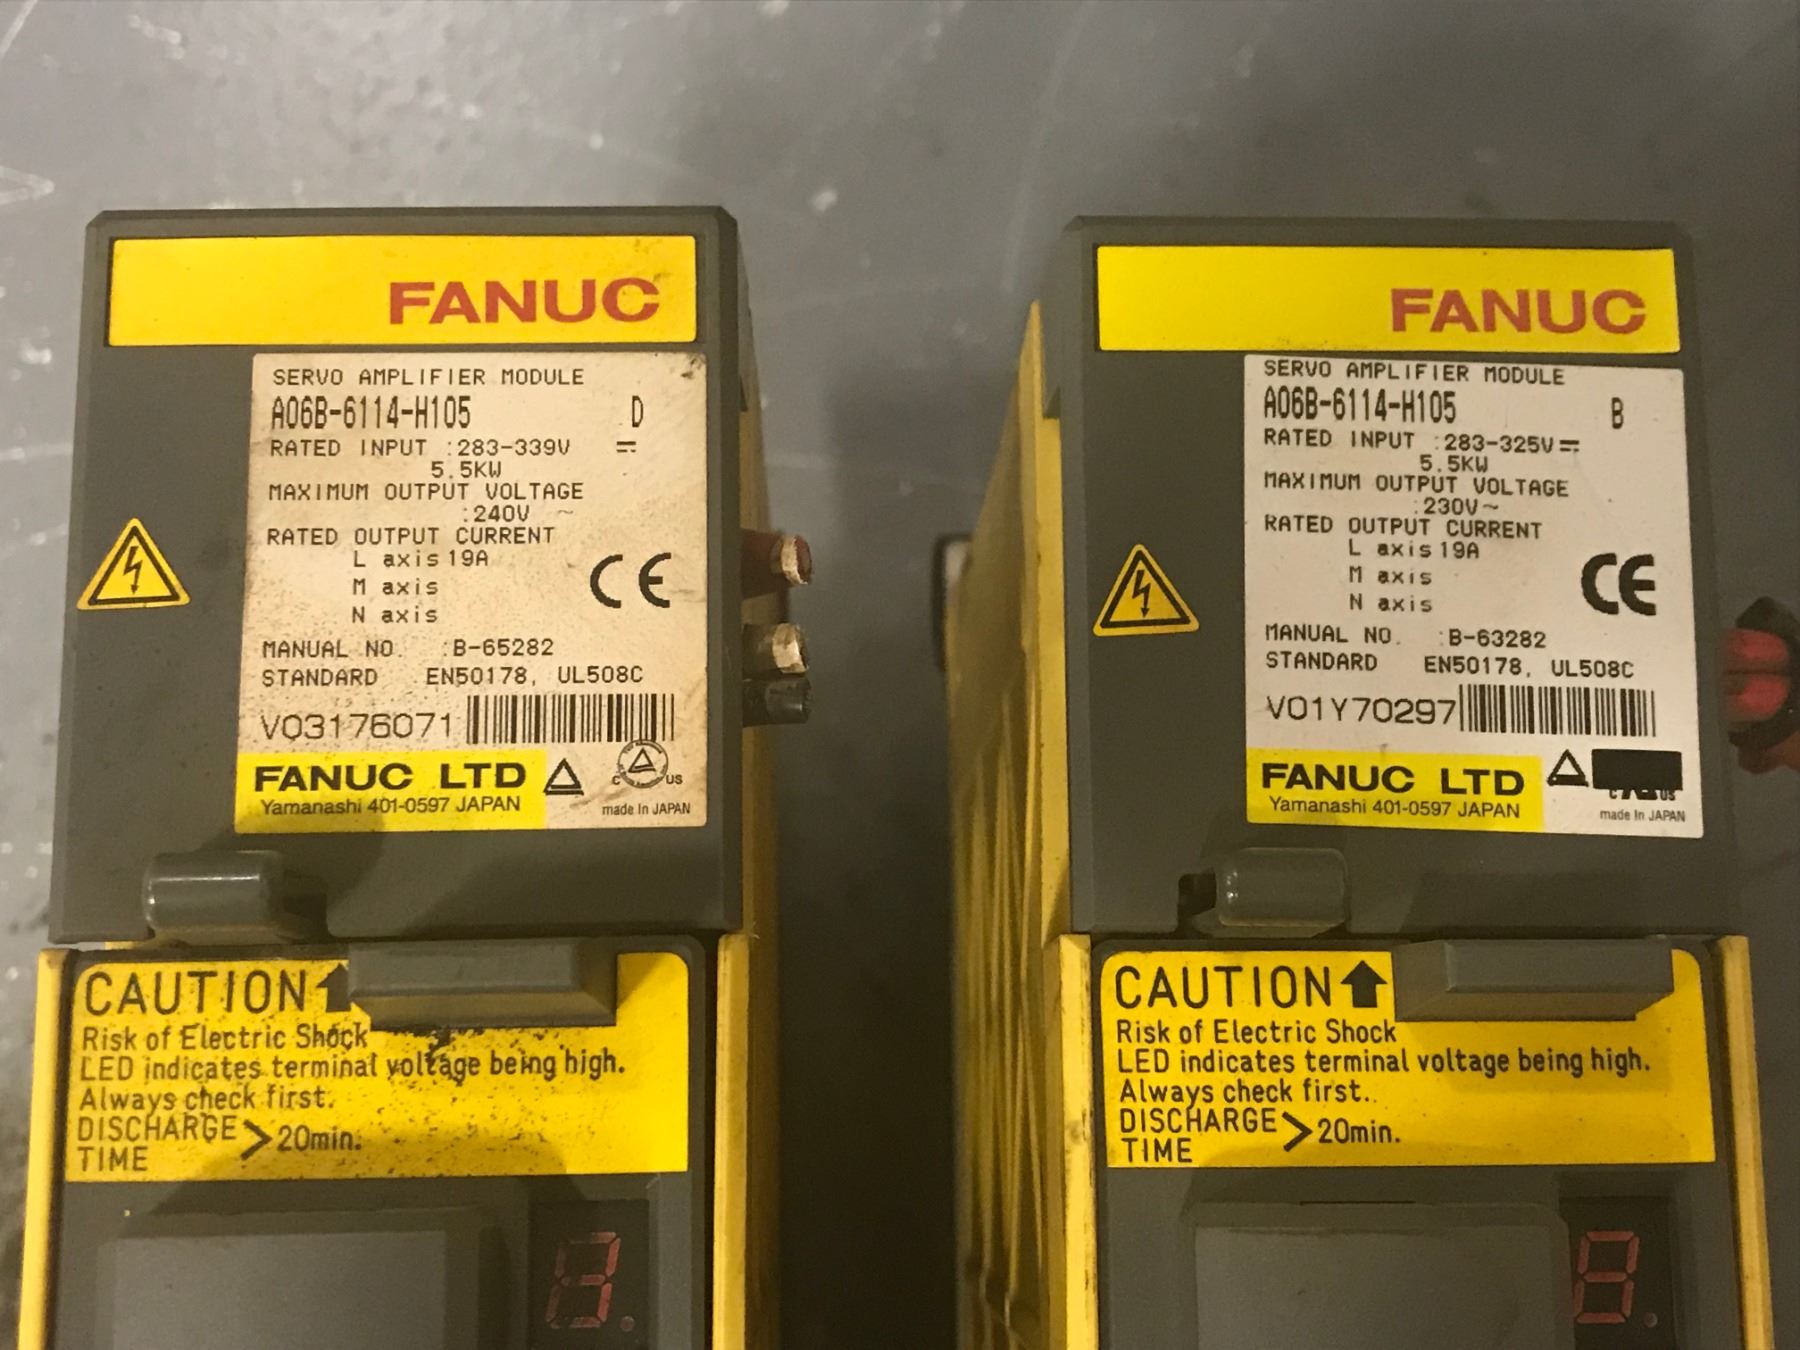 FANUC
SERVO AMPLIFIER MODULE
A06B-6114-H105 D
RATED INPUT :283-339V ⎓
5.5KW
MAXIMUM OUTPUT VOLTAGE
:240V ~
RATED OUTPUT CURRENT
L axis 19A
M axis
N axis
CE
MANUAL NO. :B-65282
STANDARD EN50178, UL508C
V03176071
FANUC LTD
Yamanashi 401-0597 JAPAN
C US
made In JAPAN
CAUTION
Risk of Electric Shock
LED indicates terminal voltage being high.
Always check first.
DISCHARGE
TIME > 20min.
8.
FANUC
SERVO AMPLIFIER MODULE
A06B-6114-H105 B
RATED INPUT :283-325V ⎓
5.5KW
MAXIMUM OUTPUT VOLTAGE
:230V~
RATED OUTPUT CURRENT
L axis 19A
M axis
N axis
CE
MANUAL NO. :B-63282
STANDARD EN50178, UL508C
V01Y70297
FANUC LTD
Yamanashi 401-0597 JAPAN
US
made In JAPAN
CAUTION
Risk of Electric Shock
LED indicates terminal voltage being high.
Always check first.
DISCHARGE
TIME > 20min.
8.